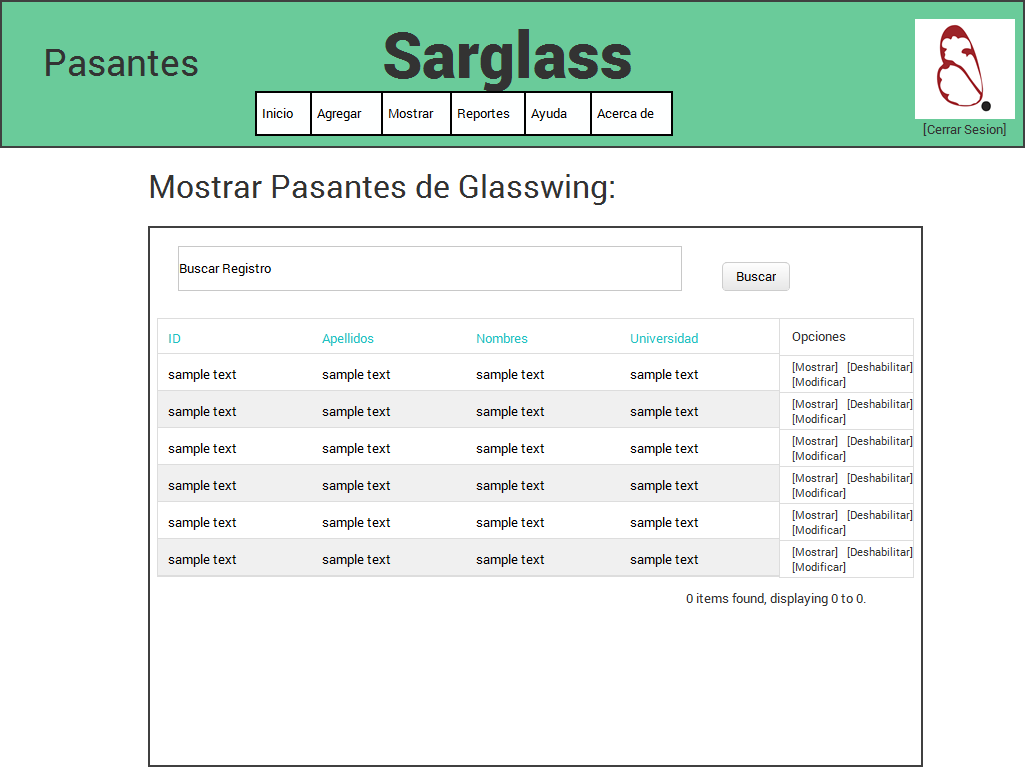 Pasantes
Sarglass
Inicio Agregar Mostrar Reportes Ayuda Acerca de
[Cerrar Sesion]
Mostrar Pasantes de Glasswing:
Buscar Registro Buscar
ID Apellidos Nombres Universidad Opciones
sample text sample text sample text sample text [Mostrar] [Deshabilitar]
[Modificar]
sample text sample text sample text sample text [Mostrar] [Deshabilitar]
[Modificar]
sample text sample text sample text sample text [Mostrar] [Deshabilitar]
[Modificar]
sample text sample text sample text sample text [Mostrar] [Deshabilitar]
[Modificar]
sample text sample text sample text sample text [Mostrar] [Deshabilitar]
[Modificar]
sample text sample text sample text sample text [Mostrar] [Deshabilitar]
[Modificar]
0 items found, displaying 0 to 0.